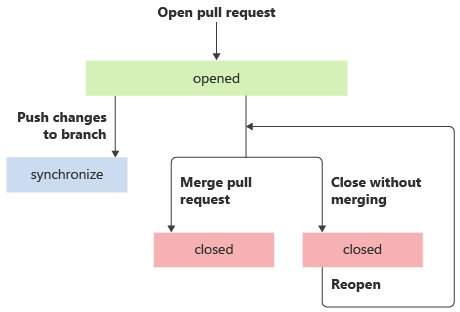 Open pull request
opened
Push changes
to branch
synchronize
Merge pull
request
Close without
merging
closed
closed
Reopen